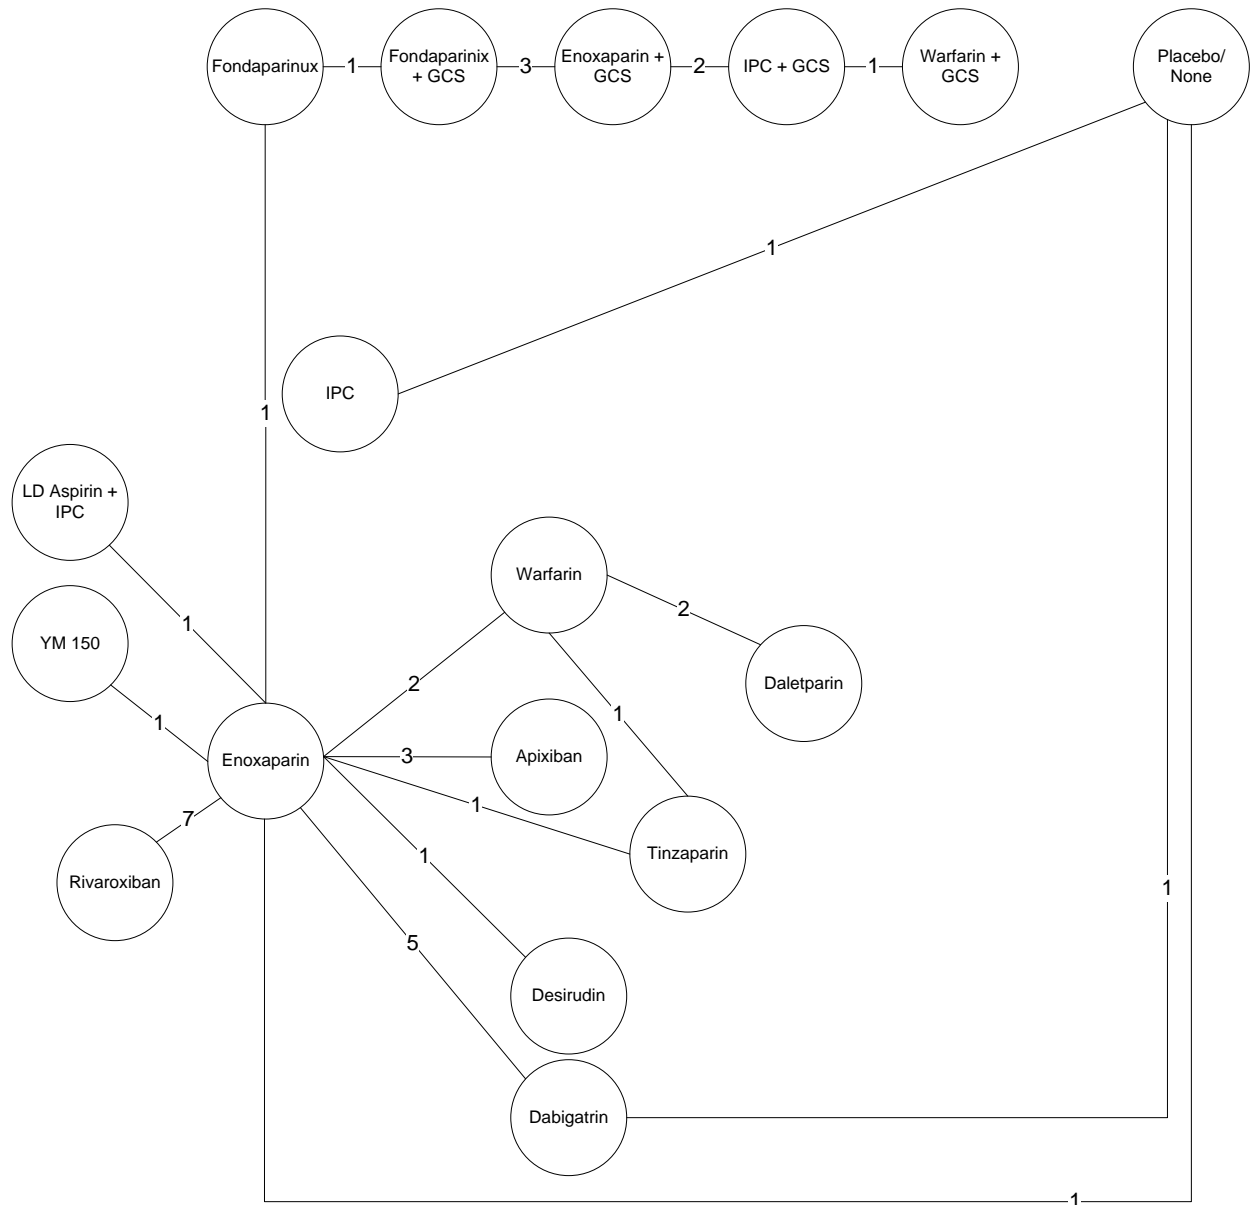 Fondaparinux
1
Fondaparinix
+ GCS
3
Enoxaparin +
GCS
2
IPC + GCS
1
Warfarin +
GCS
Placebo/
None
1
IPC
1
LD Aspirin +
IPC
1
YM 150
1
Warfarin
2
Daletparin
2
1
Enoxaparin
3
Apixiban
1
Tinzaparin
7
Rivaroxiban
1
Desirudin
5
Dabigatrin
1
1